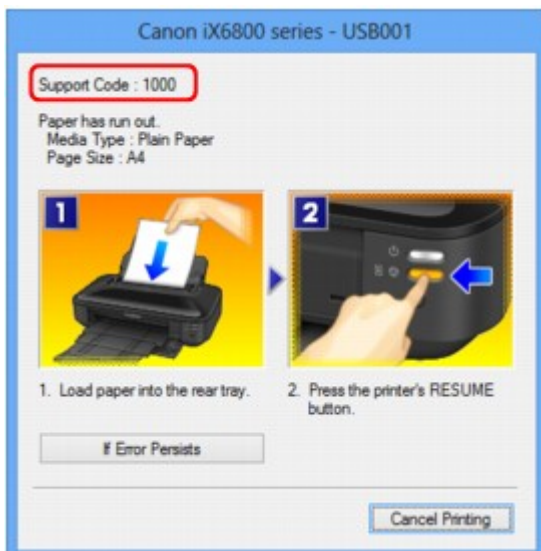 Canon iX6800 series - USB001
Support Code : 1000
Paper has run out.
Media Type : Plain Paper
Page Size : A4
1
2
1. Load paper into the rear tray.
2. Press the printer's RESUME
button.
If Error Persists
Cancel Printing